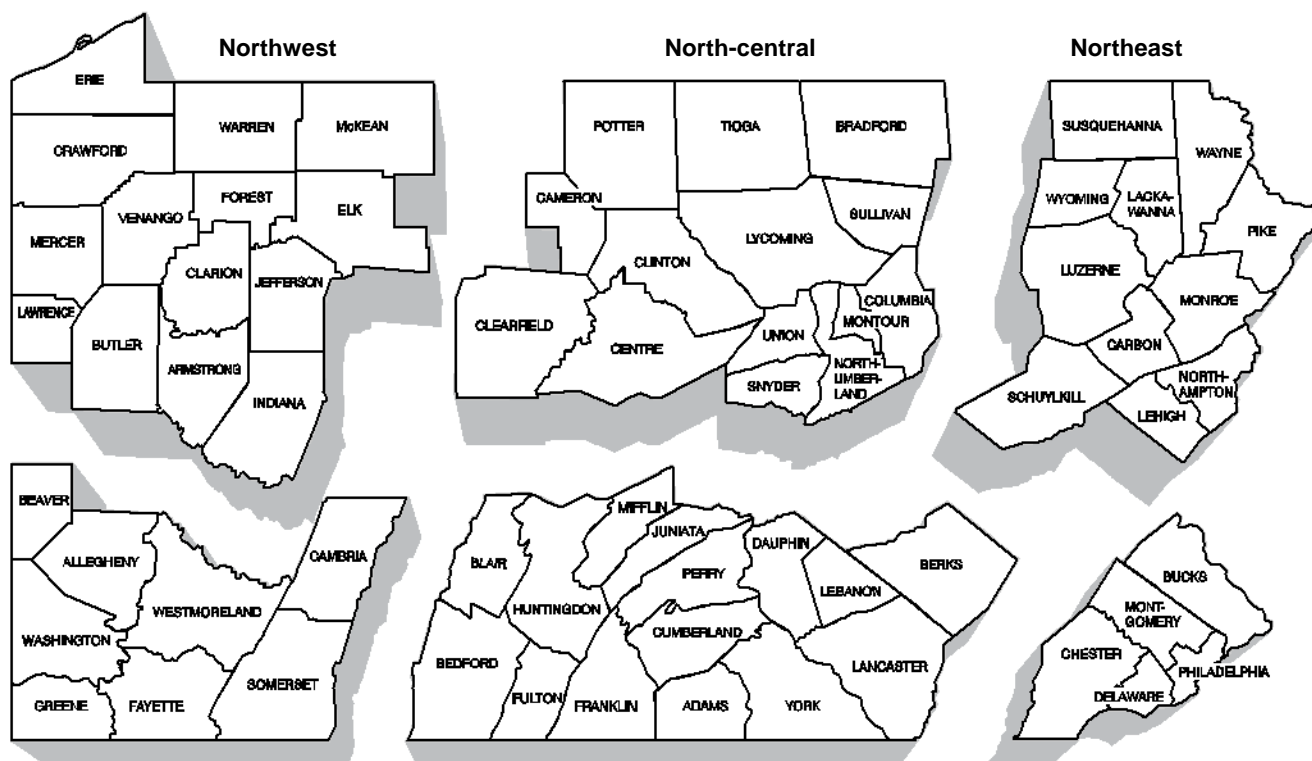 Northwest
ERIE
WARREN
McKEAN
CRAWFORD
FOREST
ELK
VENANGO
MERCER
CLARION
JEFFERSON
LAWRENCE
BUTLER
ARMSTRONG
INDIANA
North-central
POTTER
TIOGA
BRADFORD
CAMERON
SULLIVAN
LYCOMING
CLINTON
COLUMBIA
CLEARFIELD
MONTOUR
UNION
CENTRE
NORTH-
UMBER-
LAND
SNYDER
Northeast
SUSQUEHANNA
WAYNE
WYOMING
LACKA-
WANNA
PIKE
LUZERNE
MONROE
CARBON
NORTH-
AMPTON
SCHUYLKILL
LEHIGH
BEAVER
ALLEGHENY
CAMBRIA
WESTMORELAND
WASHINGTON
SOMERSET
GREENE
FAYETTE
MIFFLIN
JUNIATA
DAUPHIN
BLAIR
PERRY
BERKS
LEBANON
HUNTINGDON
CUMBERLAND
BEDFORD
LANCASTER
FULTON
FRANKLIN
ADAMS
YORK
BUCKS
MONT-
GOMERY
CHESTER
PHILADELPHIA
DELAWARE